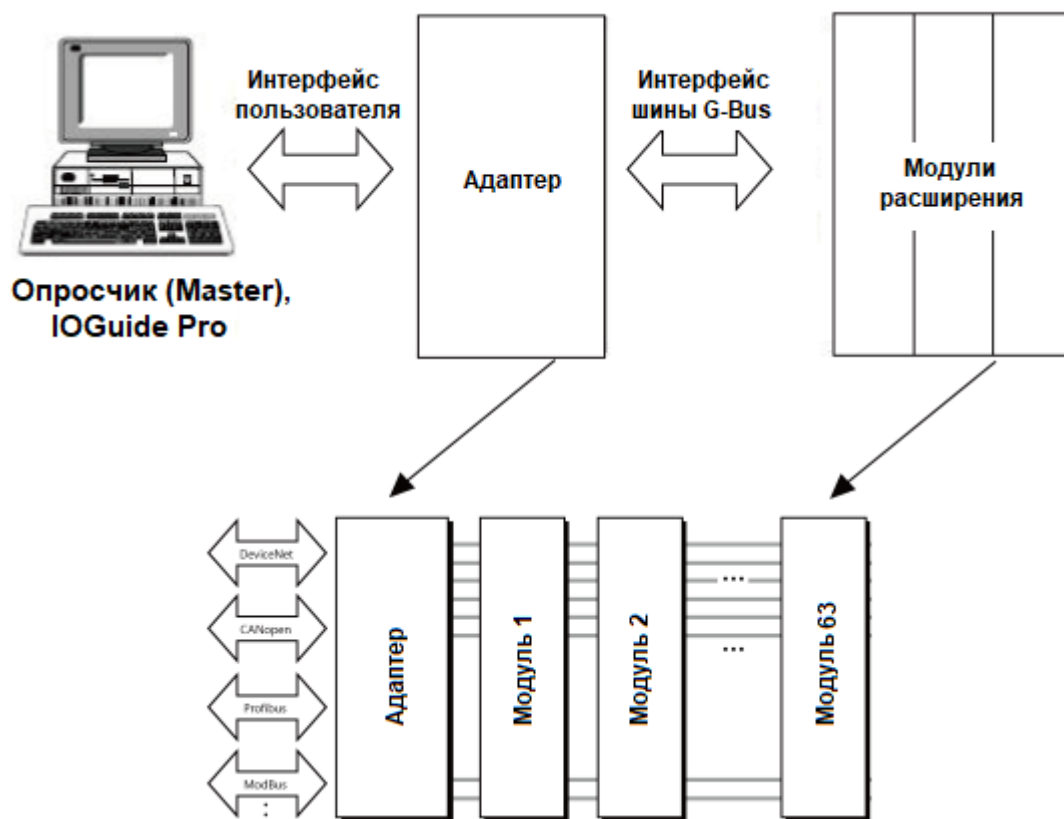 Интерфейс
пользователя
Интерфейс
шины G-Bus
Адаптер
Модули
расширения
Опросчик (Master),
IOGuide Pro
DeviceNet
CANopen
Profibus
ModBus
:
Адаптер
Модуль 1
Модуль 2
...
...
Модуль 63